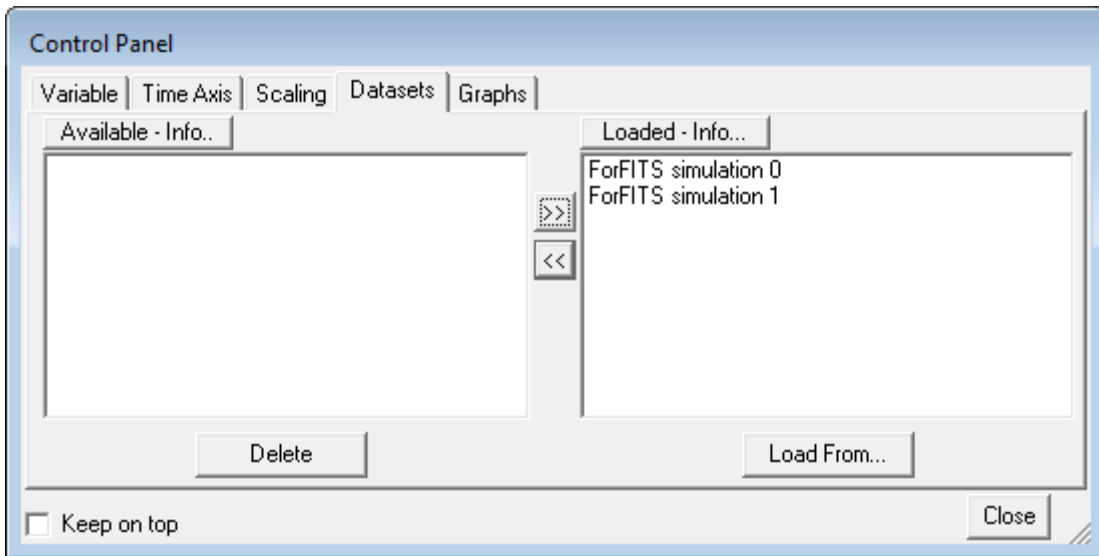 Control Panel
Variable Time Axis Scaling Datasets Graphs
Available - Info.. Loaded - Info...
ForFITS simulation 0
ForFITS simulation 1
>>
<<
Delete Load From...
Keep on top Close